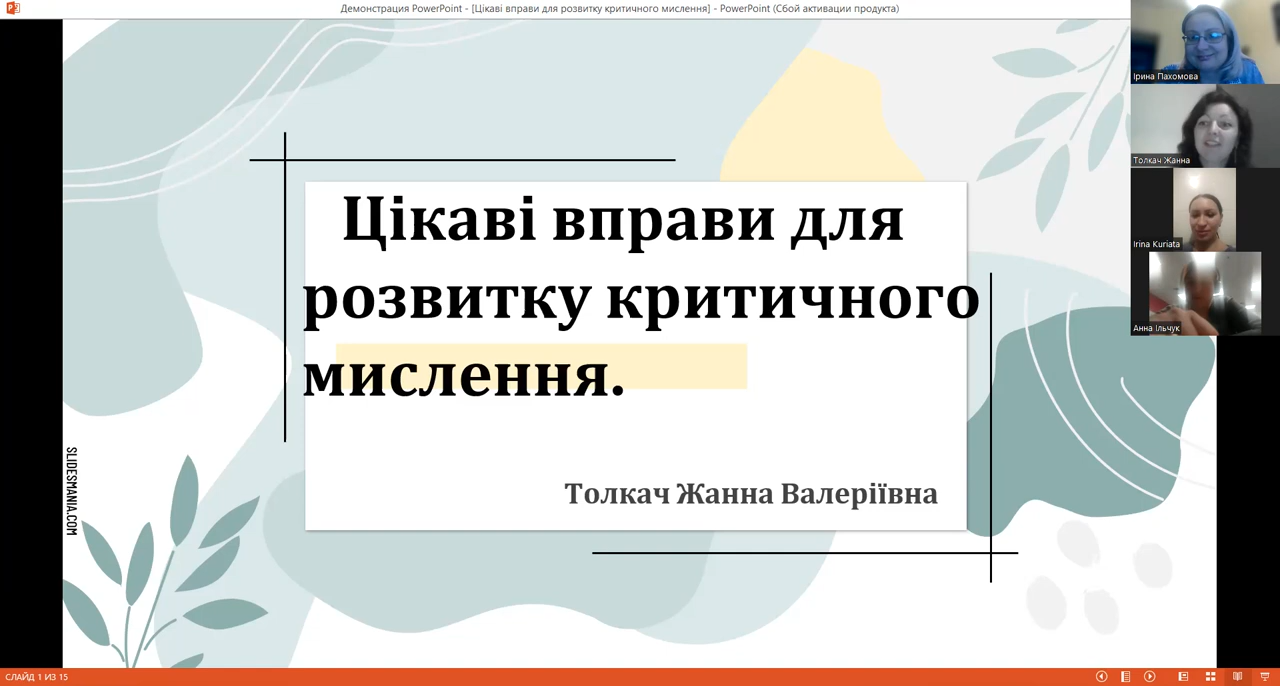 Демонстрация PowerPoint - [Цікаві вправи для розвитку критичного мислення] - PowerPoint (Сбой активации продукта)
Ірина Пахомова
Толкач Жанна
Irina Kuriata
Анна Ільчук
Цікаві вправи для
розвитку критичного
мислення.
Толкач Жанна Валеріївна
SLIDESMANIA.COM
СЛАЙД 1 ИЗ 15